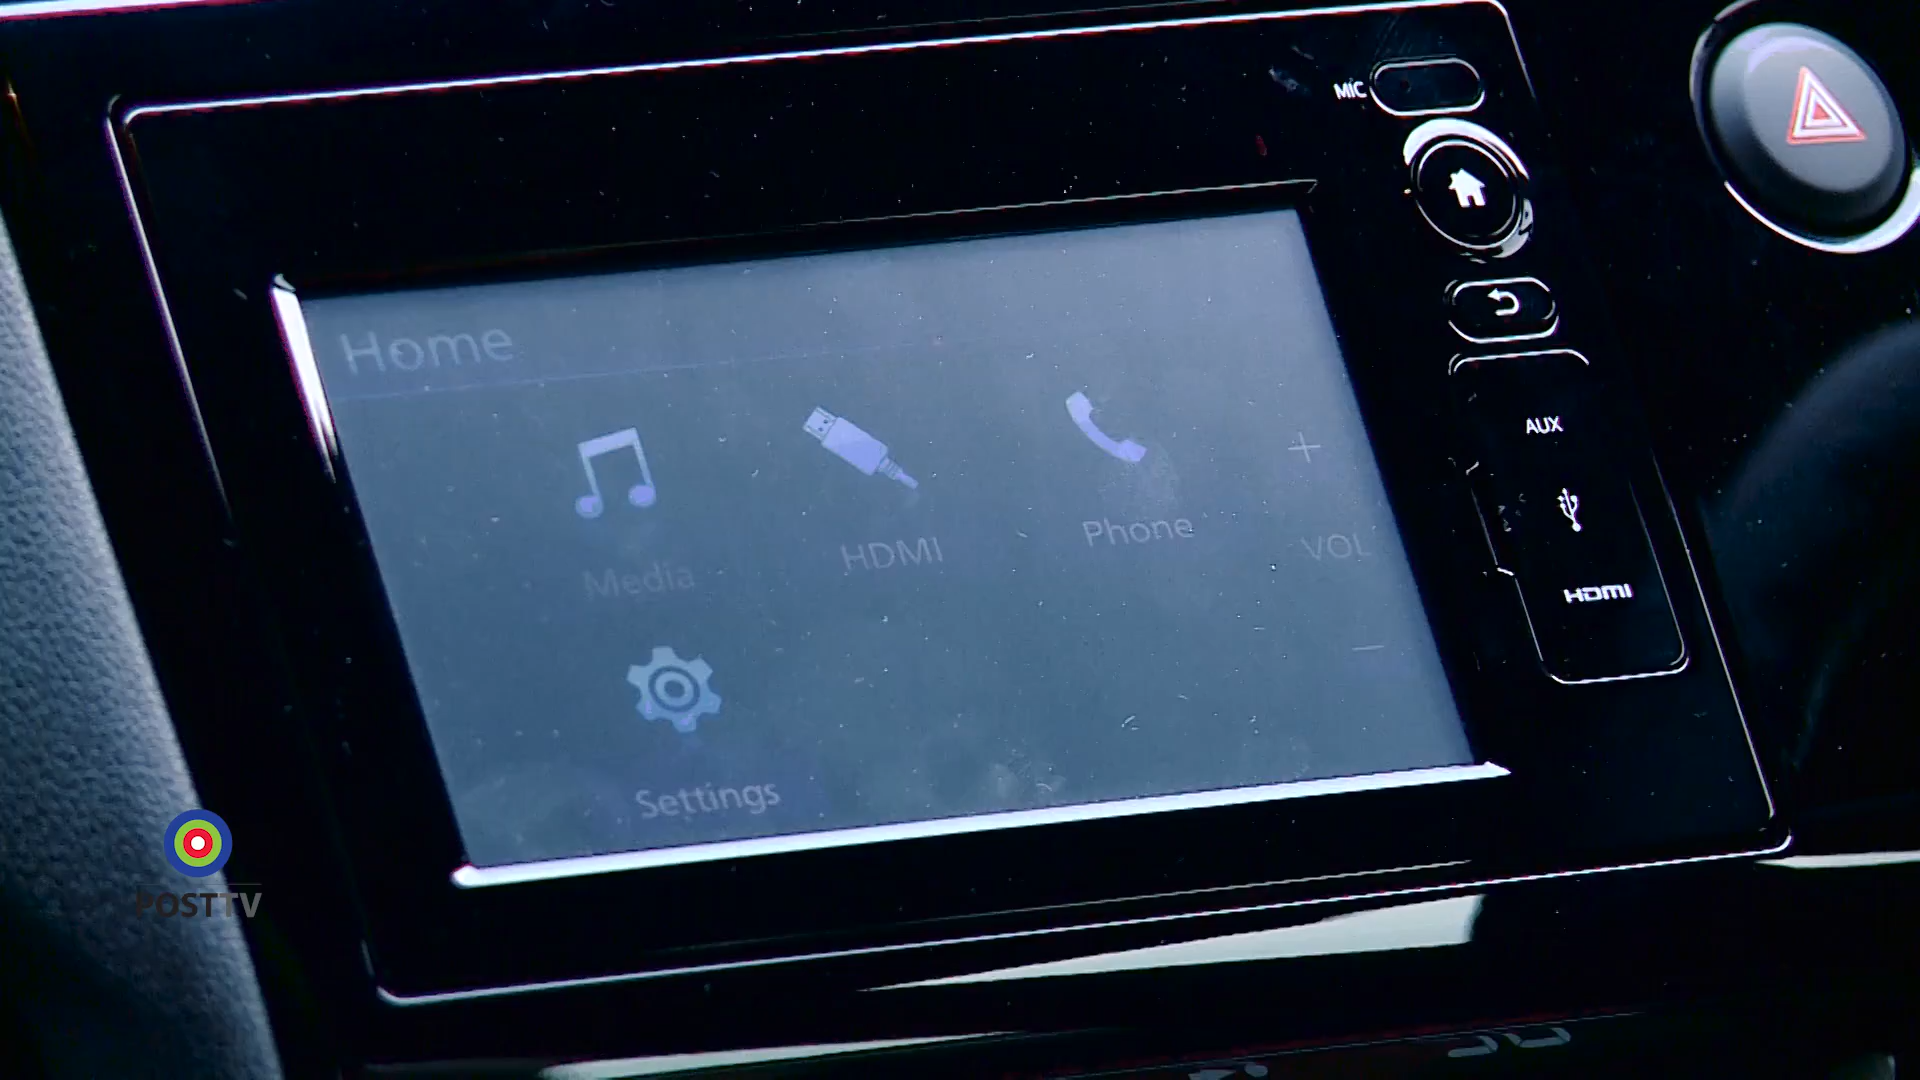 MIC
Home
AUX
Media
HDMI
Phone
VOL
HDMI
Settings
POSTTV